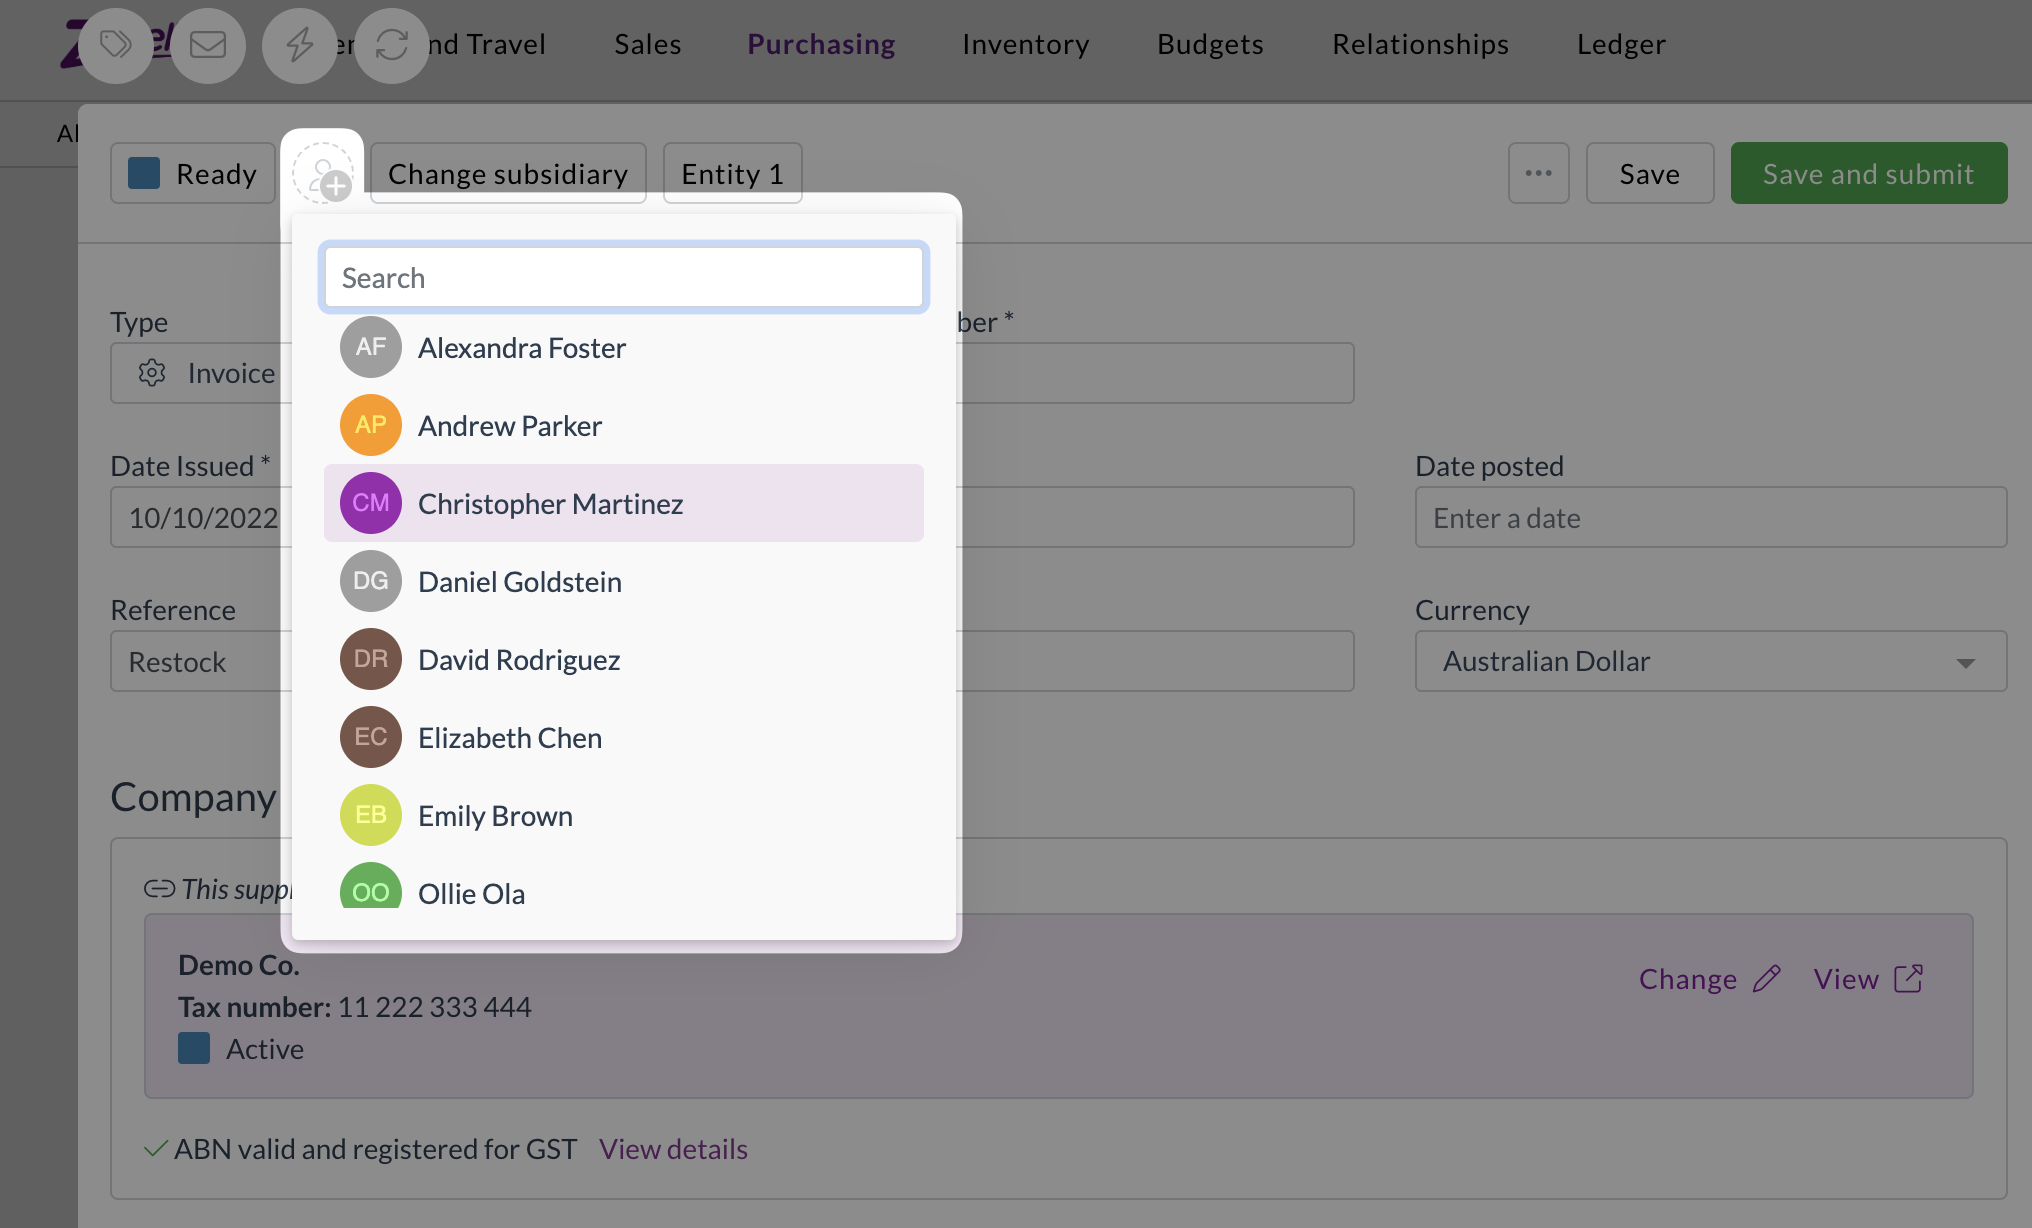 nd Travel
Sales
Purchasing
Inventory
Budgets
Relationships
Ledger
Ready
Change subsidiary
Entity 1
...
Save
Save and submit
Search
AF Alexandra Foster
AP Andrew Parker
CM Christopher Martinez
DG Daniel Goldstein
DR David Rodriguez
EC Elizabeth Chen
EB Emily Brown
OO Ollie Ola
Type
Invoice
ber *
Date Issued *
10/10/2022
Date posted
Enter a date
Reference
Restock
Currency
Australian Dollar
Company
This suppl
Demo Co.
Tax number: 11 222 333 444
Active
Change
View
ABN valid and registered for GST View details